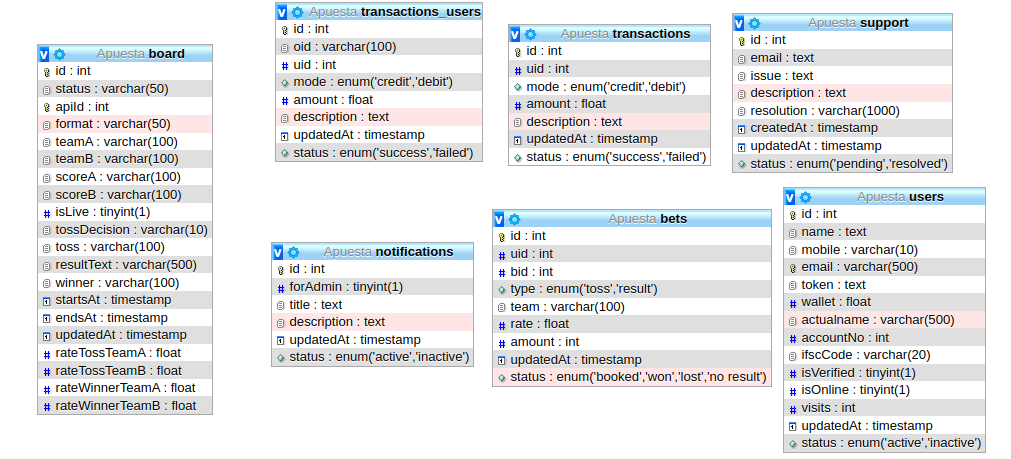 Apuesta board
id : int
status : varchar(50)
apiId : int
format : varchar(50)
teamA : varchar(100)
teamB : varchar(100)
scoreA : varchar(100)
scoreB : varchar(100)
isLive : tinyint(1)
tossDecision : varchar(10)
toss : varchar(100)
resultText : varchar(500)
winner : varchar(100)
startsAt : timestamp
endsAt : timestamp
updatedAt : timestamp
rateTossTeamA : float
rateTossTeamB : float
rateWinnerTeamA : float
rateWinnerTeamB : float
Apuesta transactions_users
id : int
oid : varchar(100)
uid : int
mode : enum('credit','debit')
amount : float
description : text
updatedAt : timestamp
status : enum('success','failed')
Apuesta transactions
id : int
uid : int
mode : enum('credit','debit')
amount : float
description : text
updatedAt : timestamp
status : enum('success','failed')
Apuesta support
id : int
email : text
issue : text
description : text
resolution : varchar(1000)
createdAt : timestamp
updatedAt : timestamp
status : enum('pending','resolved')
Apuesta notifications
id : int
forAdmin : tinyint(1)
title : text
description : text
updatedAt : timestamp
status : enum('active','inactive')
Apuesta bets
id : int
uid : int
bid : int
type : enum('toss','result')
team : varchar(100)
rate : float
amount : int
updatedAt : timestamp
status : enum('booked','won','lost','no result')
Apuesta users
id : int
name : text
mobile : varchar(10)
email : varchar(500)
token : text
wallet : float
actualname : varchar(500)
accountNo : int
ifscCode : varchar(20)
isVerified : tinyint(1)
isOnline : tinyint(1)
visits : int
updatedAt : timestamp
status : enum('active','inactive')